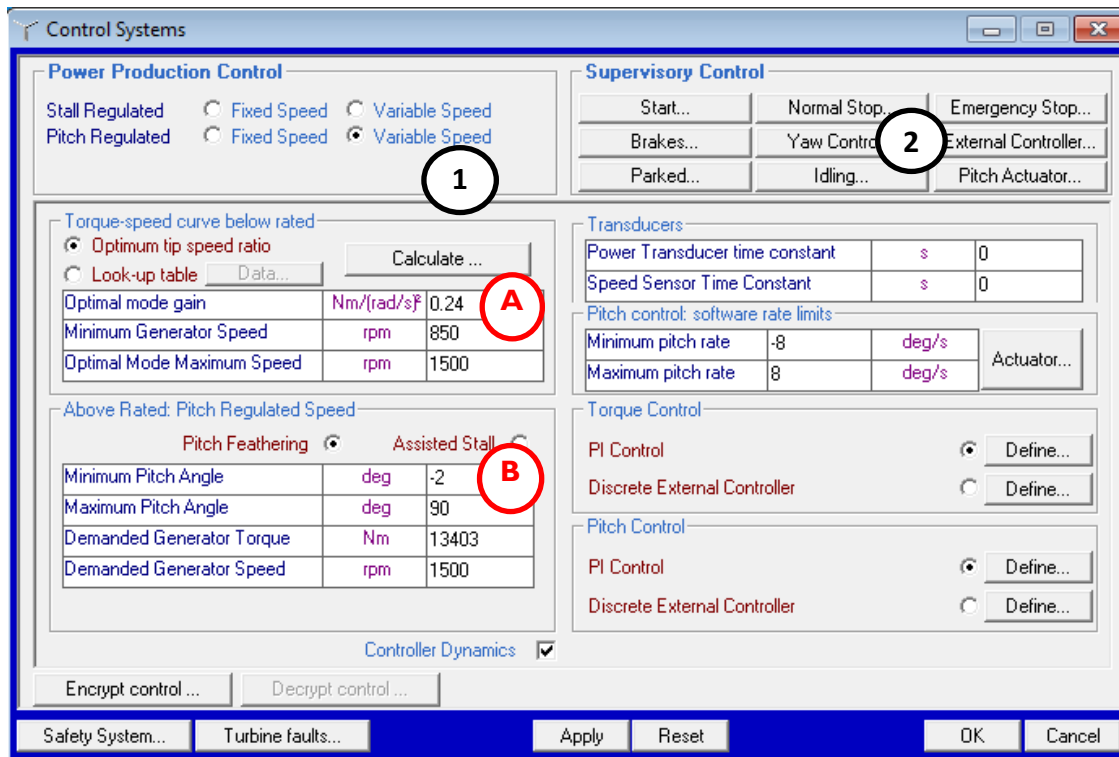 Control Systems
Power Production Control
Stall Regulated Fixed Speed Variable Speed
Pitch Regulated Fixed Speed Variable Speed
1
Supervisory Control
Start... Normal Stop... Emergency Stop...
Brakes... Yaw Contro External Controller...
2
Parked... Idling... Pitch Actuator...
Torque-speed curve below rated
Optimum tip speed ratio
Calculate ...
Look-up table Data...
Optimal mode gain Nm/(rad/s)² 0.24
A
Minimum Generator Speed rpm 850
Optimal Mode Maximum Speed rpm 1500
Above Rated: Pitch Regulated Speed
Pitch Feathering Assisted Stall
Minimum Pitch Angle deg -2
B
Maximum Pitch Angle deg 90
Demanded Generator Torque Nm 13403
Demanded Generator Speed rpm 1500
Controller Dynamics
Transducers
Power Transducer time constant s 0
Speed Sensor Time Constant s 0
Pitch control: software rate limits
Minimum pitch rate -8 deg/s
Actuator...
Maximum pitch rate 8 deg/s
Torque Control
PI Control Define...
Discrete External Controller Define...
Pitch Control
PI Control Define...
Discrete External Controller Define...
Encrypt control ... Decrypt control ...
Safety System... Turbine faults... Apply Reset OK Cancel